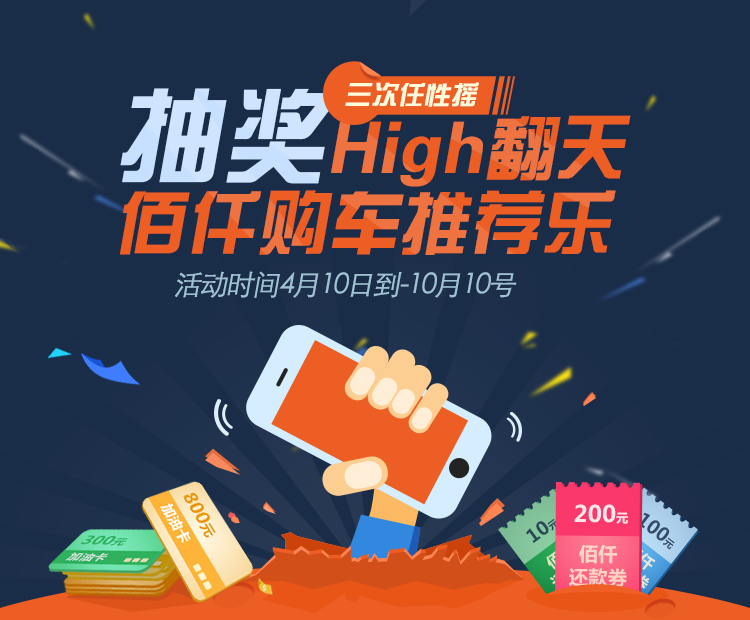 三次任性摇
抽奖High翻天
佰仟购车推荐乐
活动时间4月10日到-10月10号
800元
加油卡
300元
加油卡
10元
200元
佰仟
还款券
100元